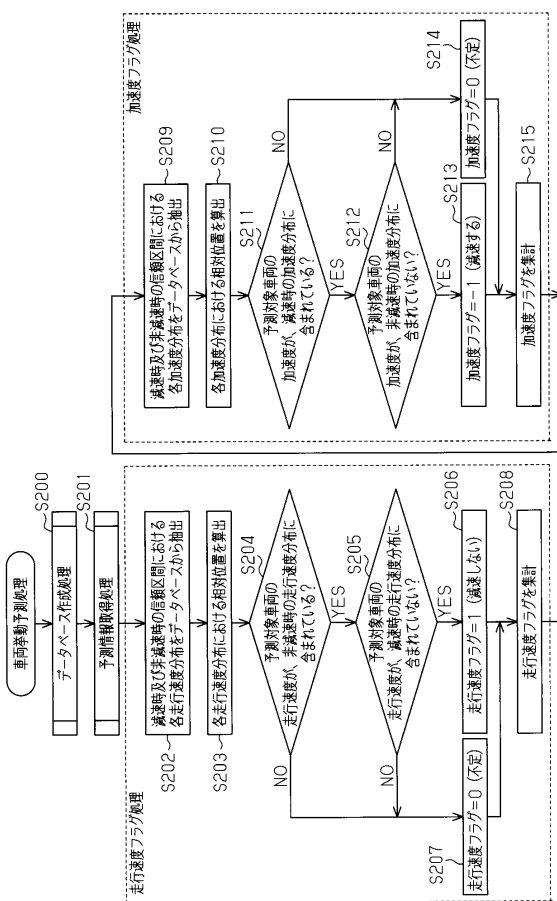 車両挙動予測処理
S200
データベース作成処理
S201
予測情報取得処理
走行速度フラグ処理
減速時及び非減速時の信頼区間における
各走行速度分布をデータベースから抽出
S202
各走行速度分布における相対位置を算出
S203
予測対象車両の
走行速度が、非減速時の走行速度分布に
含まれている?
S204
YES
NO
予測対象車両の
走行速度が、減速時の走行速度分布に
含まれていない?
S205
YES
NO
走行速度フラグ=1(減速しない)
S206
走行速度フラグ=0(不定)
S207
走行速度フラグを集計
S208
加速度フラグ処理
減速時及び非減速時の信頼区間における
各加速度分布をデータベースから抽出
S209
各加速度分布における相対位置を算出
S210
予測対象車両の
加速度が、減速時の加速度分布に
含まれている?
S211
YES
NO
予測対象車両の
加速度が、非減速時の加速度分布に
含まれていない?
S212
YES
NO
加速度フラグ=-1(減速する)
S213
加速度フラグ=0(不定)
S214
加速度フラグを集計
S215